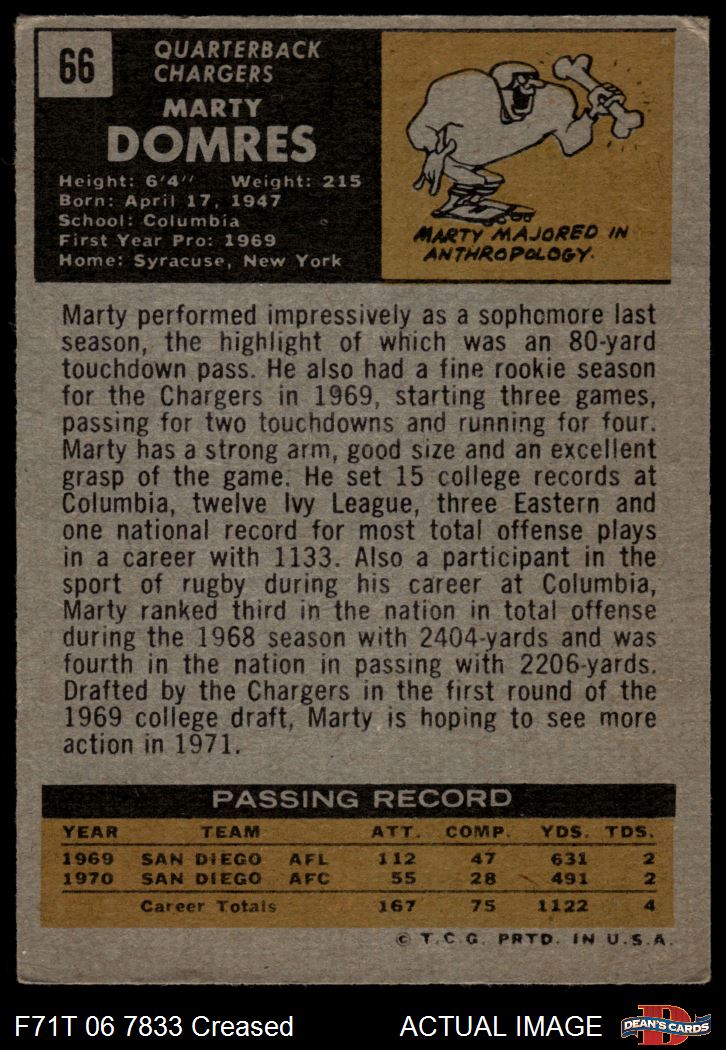 66
QUARTERBACK
CHARGERS
MARTY
DOMRES
Height: 6'4" Weight: 215
Born: April 17, 1947
School: Columbia
First Year Pro: 1969
Home: Syracuse, New York
MARTY MAJORED IN
ANTHROPOLOGY.
Marty performed impressively as a sophomore last
season, the highlight of which was an 80-yard
touchdown pass. He also had a fine rookie season
for the Chargers in 1969, starting three games,
passing for two touchdowns and running for four.
Marty has a strong arm, good size and an excellent
grasp of the game. He set 15 college records at
Columbia, twelve Ivy League, three Eastern and
one national record for most total offense plays
in a career with 1133. Also a participant in the
sport of rugby during his career at Columbia,
Marty ranked third in the nation in total offense
during the 1968 season with 2404-yards and was
fourth in the nation in passing with 2206-yards.
Drafted by the Chargers in the first round of the
1969 college draft, Marty is hoping to see more
action in 1971.
PASSING RECORD
YEAR TEAM ATT. COMP. YDS. TDS.
1969 SAN DIEGO AFL 112 47 631 2
1970 SAN DIEGO AFC 55 28 491 2
Career Totals 167 75 1122 4
© T.C.G. PRTD. IN U.S.A.
F71T 06 7833 Creased ACTUAL IMAGE
D
DEAN'S CARDS